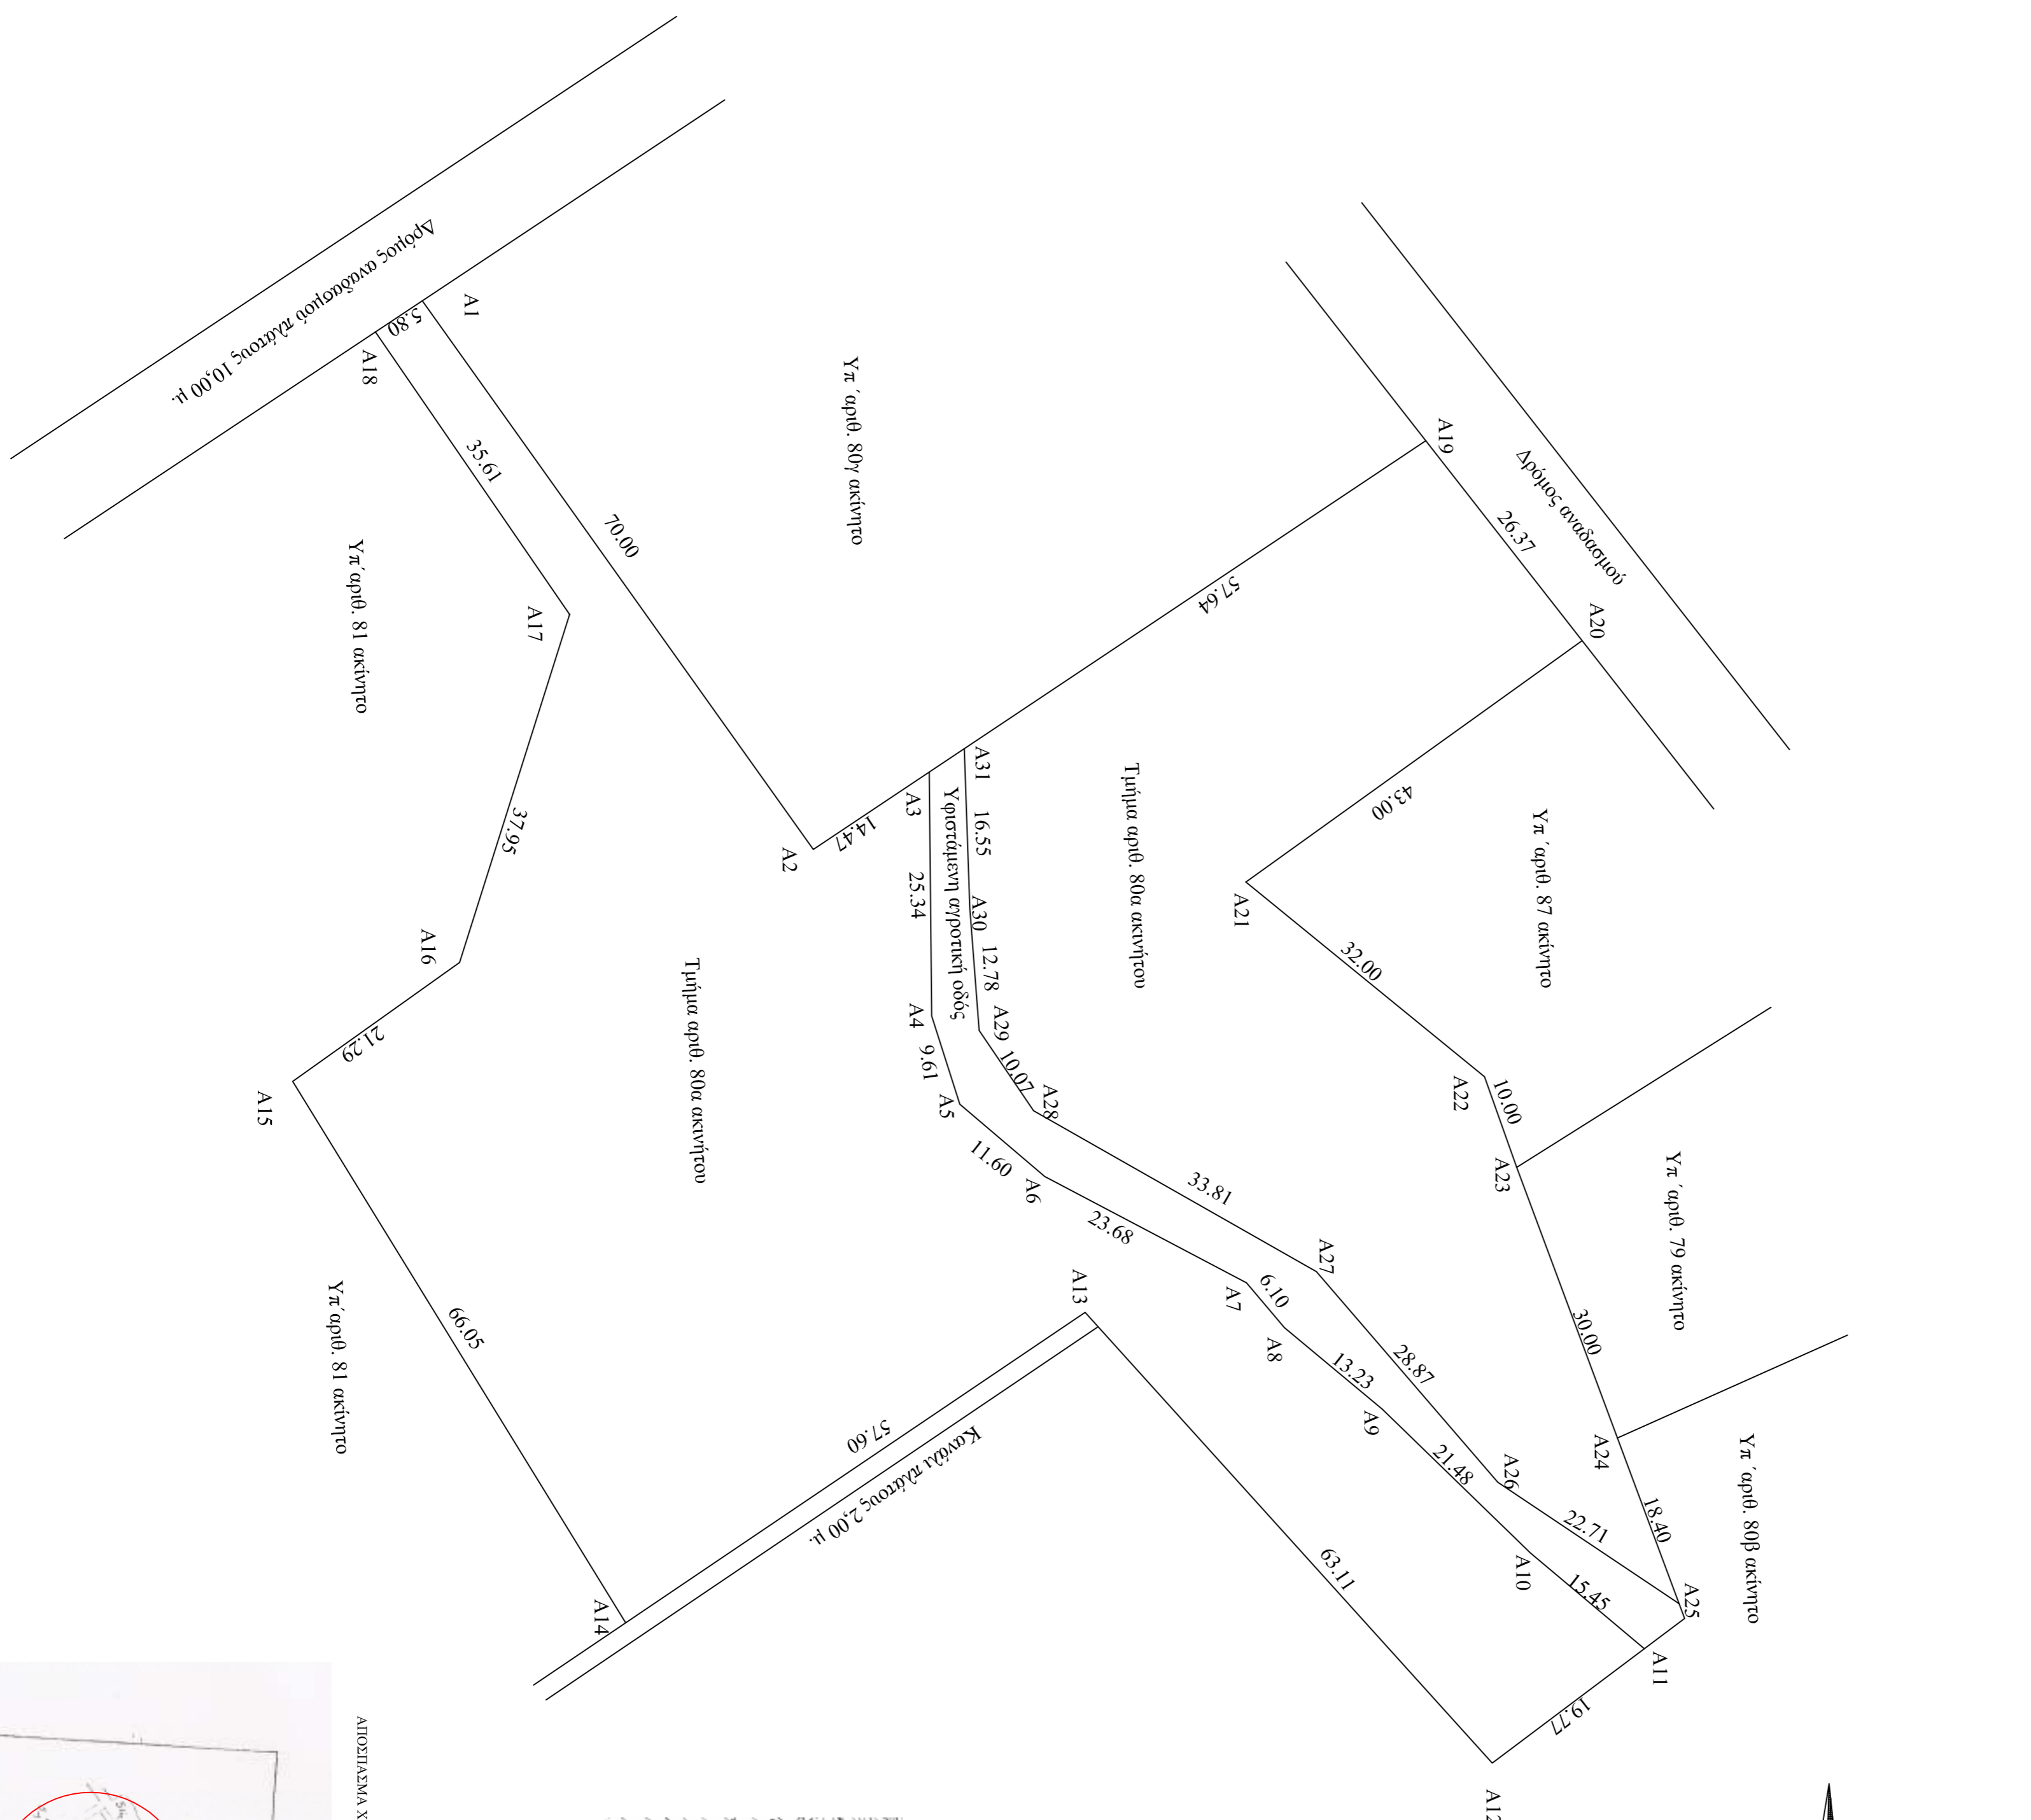 Δρόμος αναδασμού πλάτους 10,00 μ.
A1
5.80
A18
35.61
70.00
Υπ΄αριθ. 81 ακίνητο
A17
37.95
A16
21.29
A15
Υπ΄αριθ. 81 ακίνητο
66.05
A14
57.60
Κανάλι πλάτους 2,00 μ.
A13
Τμήμα αριθ. 80α ακινήτου
Υπ ΄αριθ. 80γ ακίνητο
A2
14.47
A3
25.34
A4
9.61
A5
11.60
A6
23.68
A7
6.10
A8
13.23
A9
21.48
A10
15.45
A11
19.77
A12
63.11
Υφιστάμενη αγροτική οδός
A31
16.55
A30
12.78
A29
10.07
A28
33.81
A27
28.87
A26
22.71
A25
Τμήμα αριθ. 80α ακινήτου
57.64
A19
26.37
Δρόμος αναδασμού
A20
43.00
A21
32.00
A22
10.00
A23
30.00
A24
18.40
Υπ ΄αριθ. 87 ακίνητο
Υπ ΄αριθ. 79 ακίνητο
Υπ ΄αριθ. 80β ακίνητο
ΑΠΟΣΠΑΣΜΑ Χ